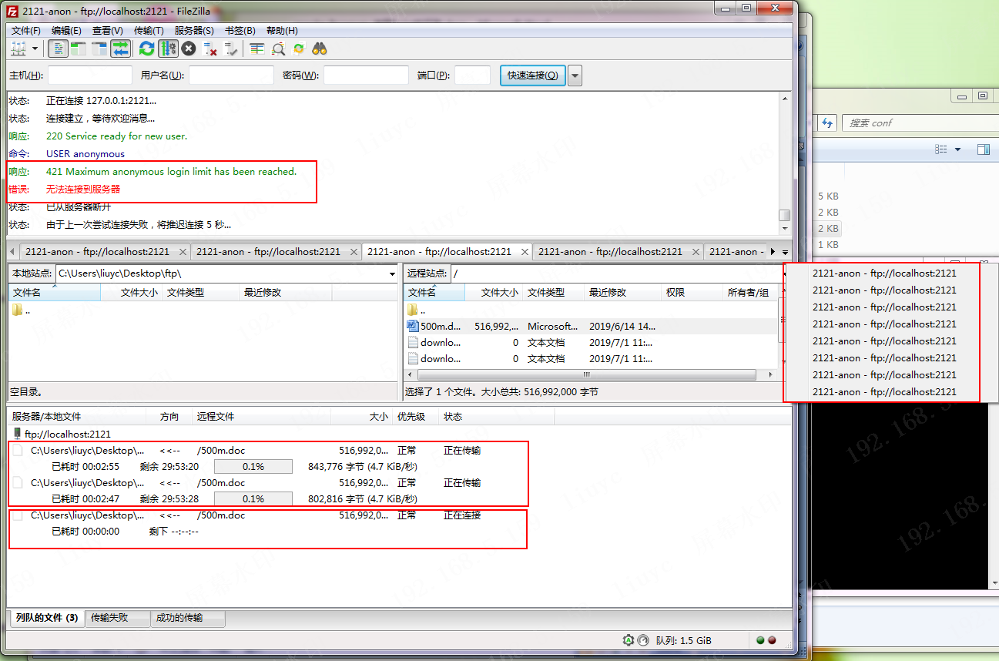 2121-anon - ftp://localhost:2121 - FileZilla
文件(F) 编辑(E) 查看(V) 传输(T) 服务器(S) 书签(B) 帮助(H)
主机(H): 用户名(U): 密码(W): 端口(P): 快速连接(Q)
状态: 正在连接 127.0.0.1:2121...
状态: 连接建立，等待欢迎消息...
响应: 220 Service ready for new user.
命令: USER anonymous
响应: 421 Maximum anonymous login limit has been reached.
错误: 无法连接到服务器
状态: 已从服务器断开
状态: 由于上一次尝试连接失败，将推迟连接 5 秒...
2121-anon - ftp://localhost:2121 2121-anon - ftp://localhost:2121 2121-anon - ftp://localhost:2121 2121-anon - ftp://localhost:2121 2121-anon -
本地站点: C:\Users\liuyc\Desktop\ftp\
文件名 文件大小 文件类型 最近修改
..
空目录。
远程站点: /
文件名 文件大小 文件类型 最近修改 权限 所有者/组
..
500m.d... 516,992,... Microsoft... 2019/6/14 14...
downlo... 0 文本文档 2019/7/1 11:...
downlo... 0 文本文档 2019/7/1 11:...
选择了 1 个文件。大小总共: 516,992,000 字节
服务器/本地文件 方向 远程文件 大小 优先级 状态
ftp://localhost:2121
C:\Users\liuyc\Desktop\... <<-- /500m.doc 516,992,0... 正常 正在传输
已耗时 00:02:55 剩余 29:53:20 0.1% 843,776 字节 (4.7 KiB/秒)
C:\Users\liuyc\Desktop\... <<-- /500m.doc 516,992,0... 正常 正在传输
已耗时 00:02:47 剩余 29:53:28 0.1% 802,816 字节 (4.7 KiB/秒)
C:\Users\liuyc\Desktop\... <<-- /500m.doc 516,992,0... 正常 正在连接
已耗时 00:00:00 剩下 --:--:--
列队的文件 (3) 传输失败 成功的传输
队列: 1.5 GiB
搜索 conf
5 KB
2 KB
2 KB
1 KB
2121-anon - ftp://localhost:2121
2121-anon - ftp://localhost:2121
2121-anon - ftp://localhost:2121
2121-anon - ftp://localhost:2121
2121-anon - ftp://localhost:2121
2121-anon - ftp://localhost:2121
2121-anon - ftp://localhost:2121
2121-anon - ftp://localhost:2121